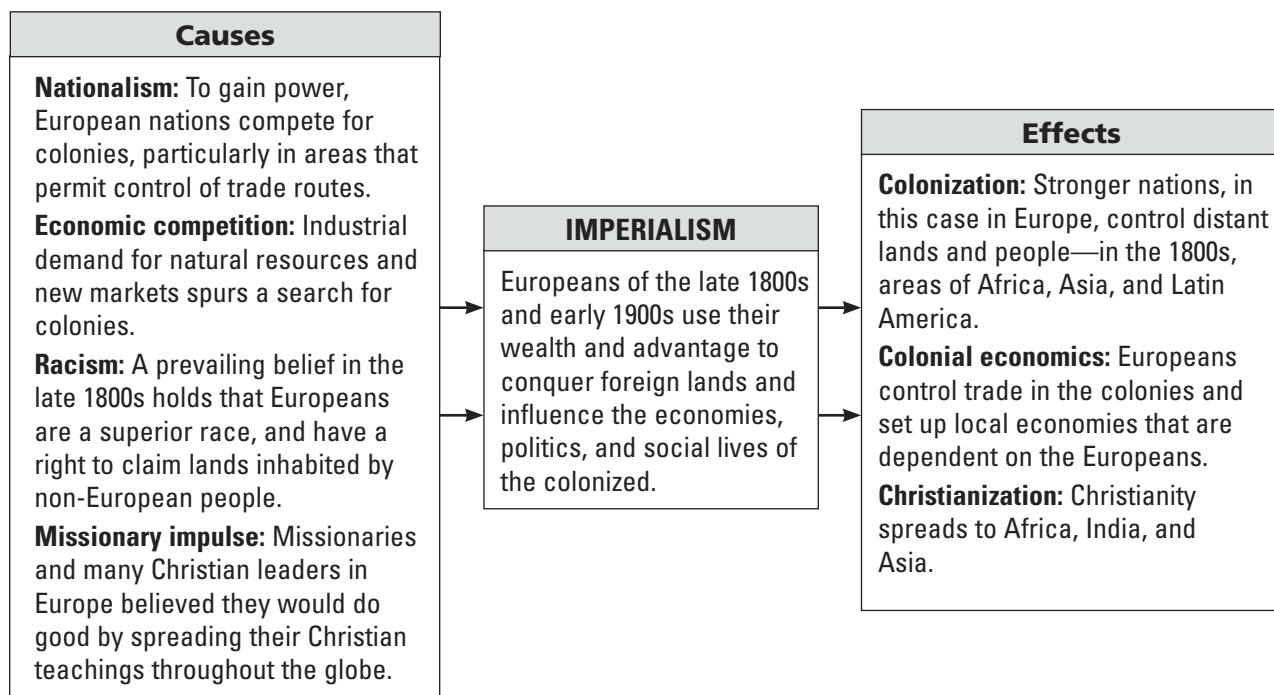 Causes
Nationalism: To gain power,
European nations compete for
colonies, particularly in areas that
permit control of trade routes.
Economic competition: Industrial
demand for natural resources and
new markets spurs a search for
colonies.
Racism: A prevailing belief in the
late 1800s holds that Europeans
are a superior race, and have a
right to claim lands inhabited by
non-European people.
Missionary impulse: Missionaries
and many Christian leaders in
Europe believed they would do
good by spreading their Christian
teachings throughout the globe.
IMPERIALISM
Europeans of the late 1800s
and early 1900s use their
wealth and advantage to
conquer foreign lands and
influence the economies,
politics, and social lives of
the colonized.
Effects
Colonization: Stronger nations, in
this case in Europe, control distant
lands and people—in the 1800s,
areas of Africa, Asia, and Latin
America.
Colonial economics: Europeans
control trade in the colonies and
set up local economies that are
dependent on the Europeans.
Christianization: Christianity
spreads to Africa, India, and
Asia.